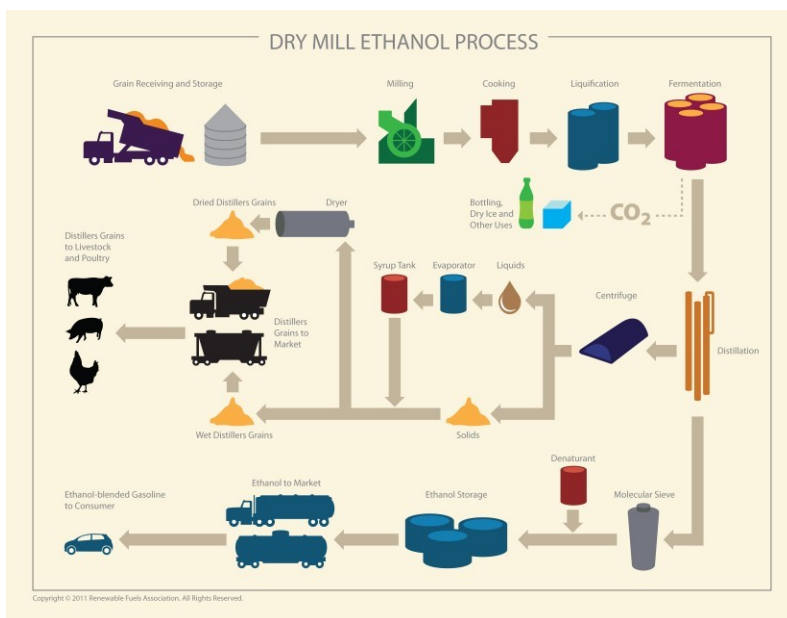 DRY MILL ETHANOL PROCESS
Grain Receiving and Storage
Milling
Cooking
Liquification
Fermentation
Bottling,
Dry Ice and
Other Uses
CO2
Dried Distillers Grains
Dryer
Distillers Grains
to Livestock
and Poultry
Syrup Tank
Evaporator
Liquids
Centrifuge
Distillation
Distillers
Grains to
Market
Wet Distillers Grains
Solids
Denaturant
Molecular Sieve
Ethanol Storage
Ethanol to Market
Ethanol-blended Gasoline
to Consumer
Copyright © 2011 Renewable Fuels Association. All Rights Reserved.